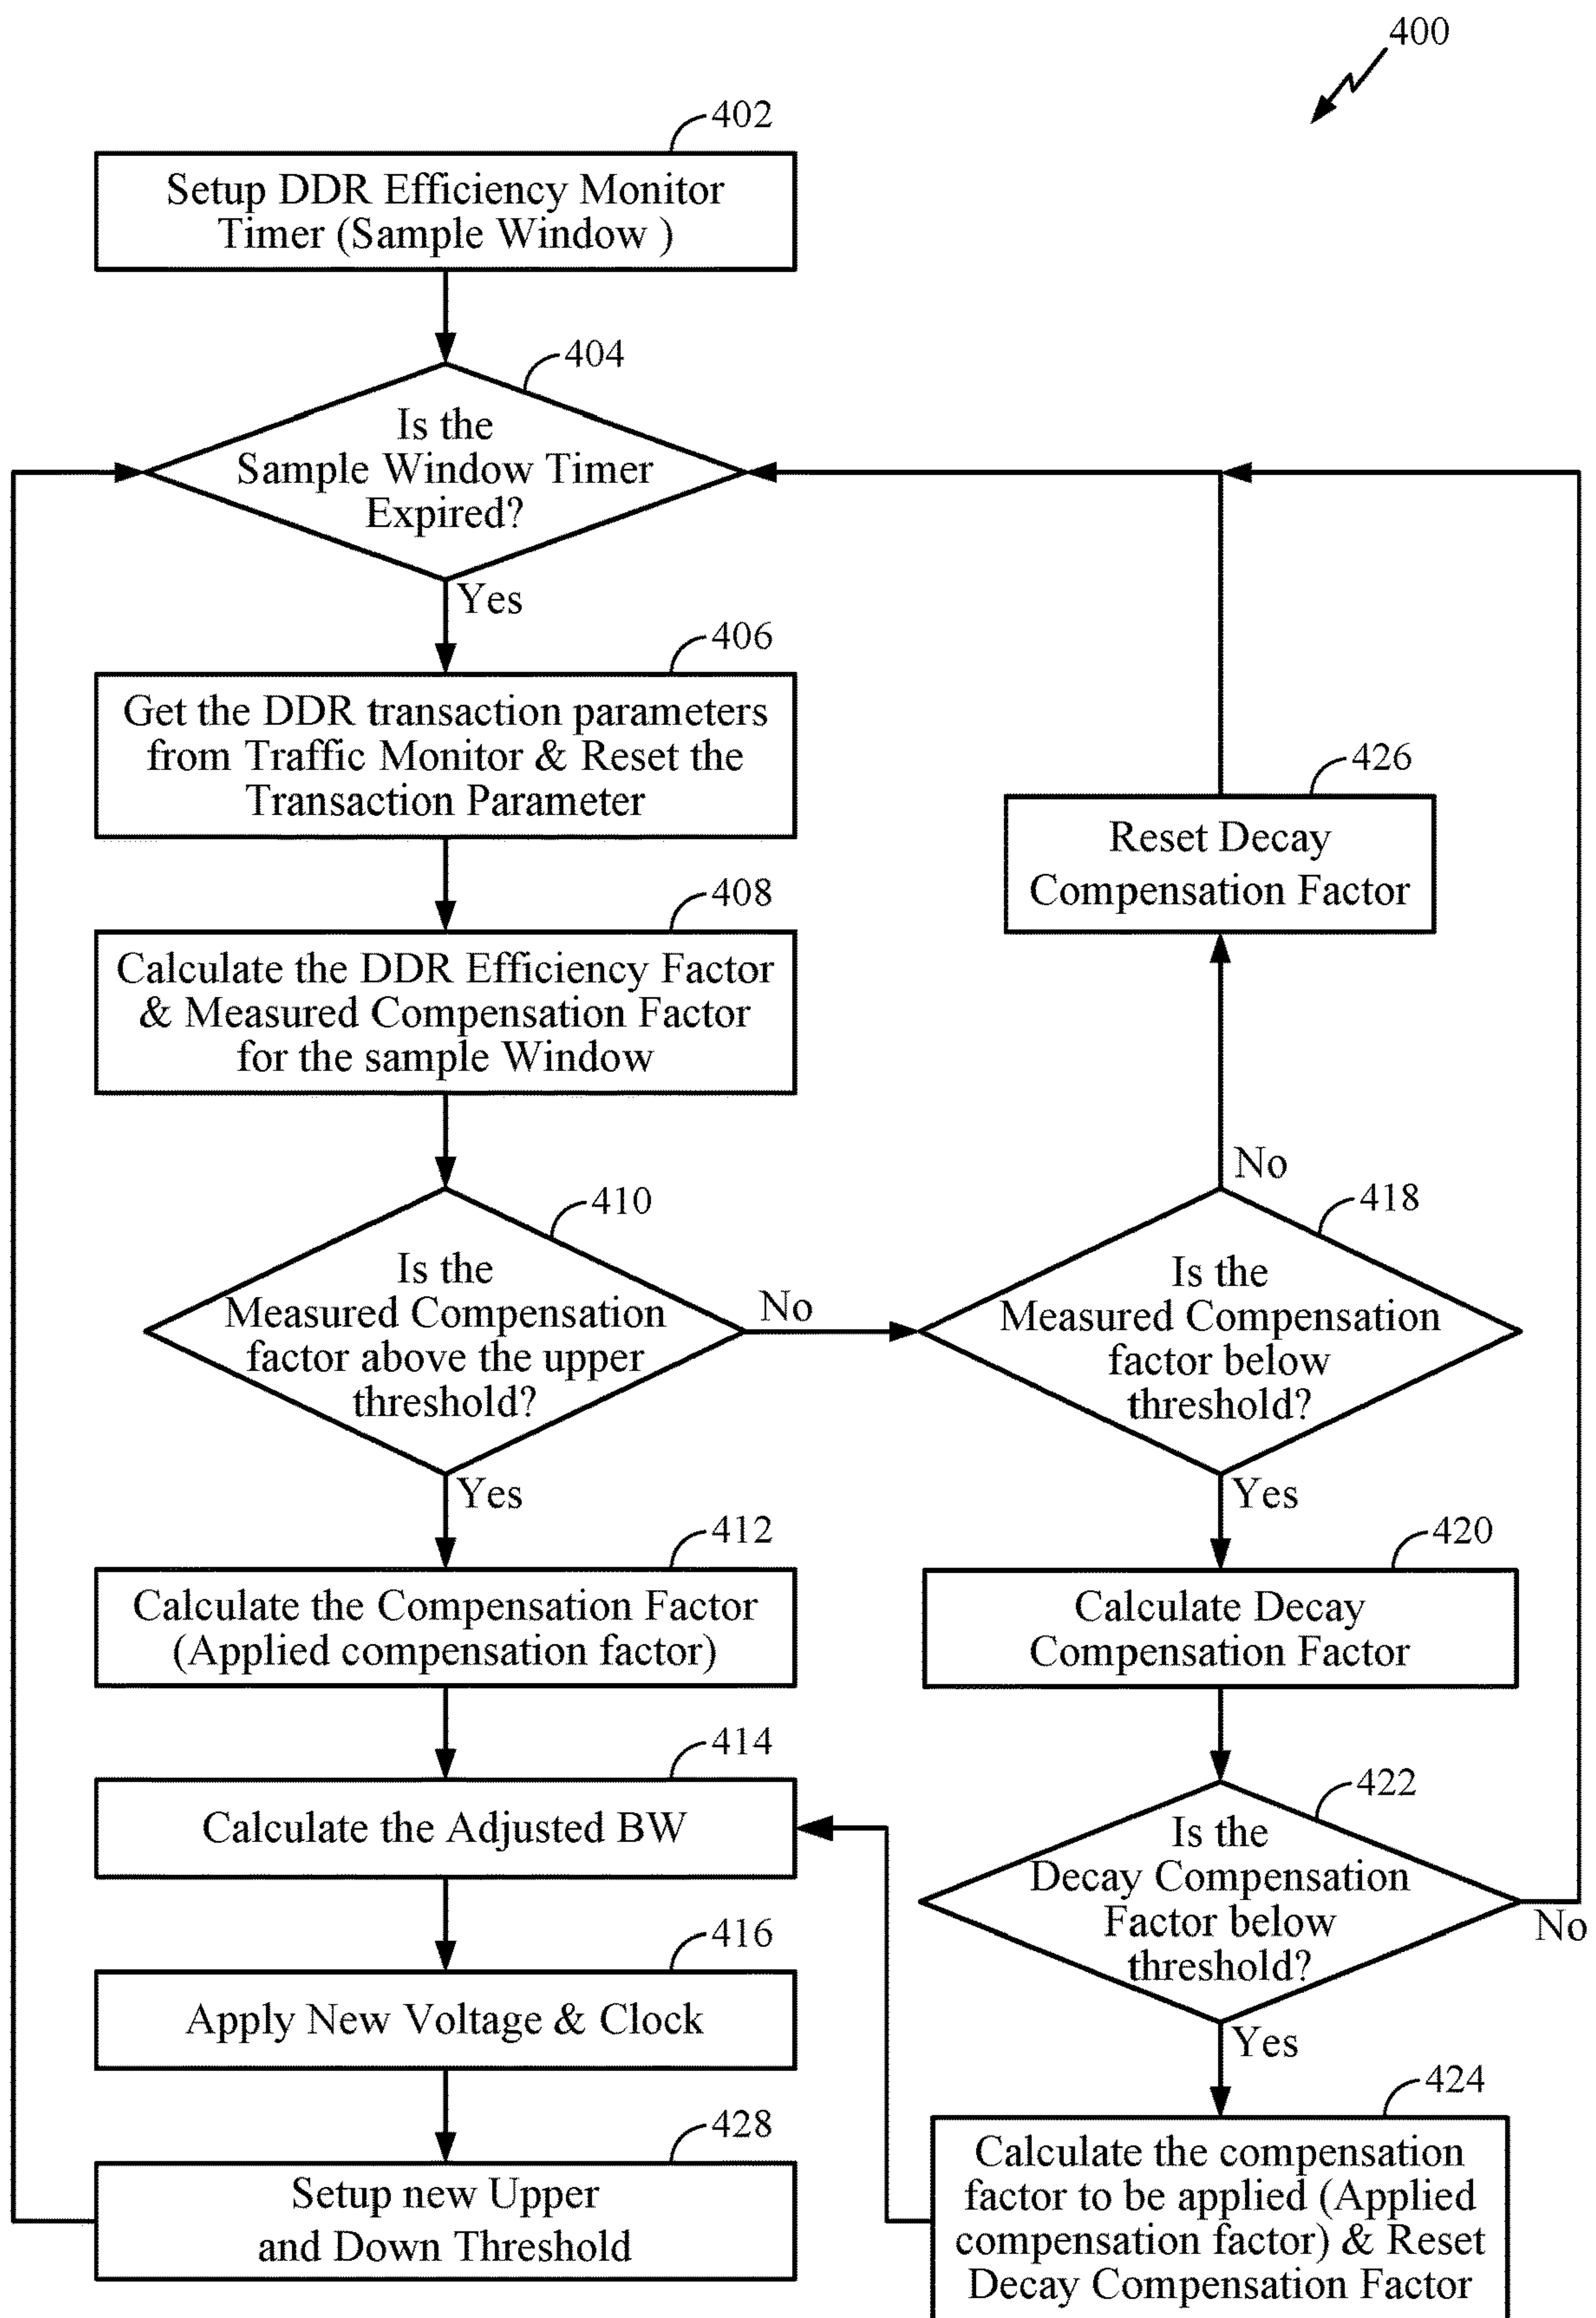 400
402
Setup DDR Efficiency Monitor
Timer (Sample Window )
404
Is the
Sample Window Timer
Expired?
Yes
406
Get the DDR transaction parameters
from Traffic Monitor & Reset the
Transaction Parameter
408
Calculate the DDR Efficiency Factor
& Measured Compensation Factor
for the sample Window
410
Is the
Measured Compensation
factor above the upper
threshold?
No
Yes
412
Calculate the Compensation Factor
(Applied compensation factor)
414
Calculate the Adjusted BW
416
Apply New Voltage & Clock
428
Setup new Upper
and Down Threshold
426
Reset Decay
Compensation Factor
No
418
Is the
Measured Compensation
factor below
threshold?
Yes
420
Calculate Decay
Compensation Factor
422
Is the
Decay Compensation
Factor below
threshold?
No
Yes
424
Calculate the compensation
factor to be applied (Applied
compensation factor) & Reset
Decay Compensation Factor